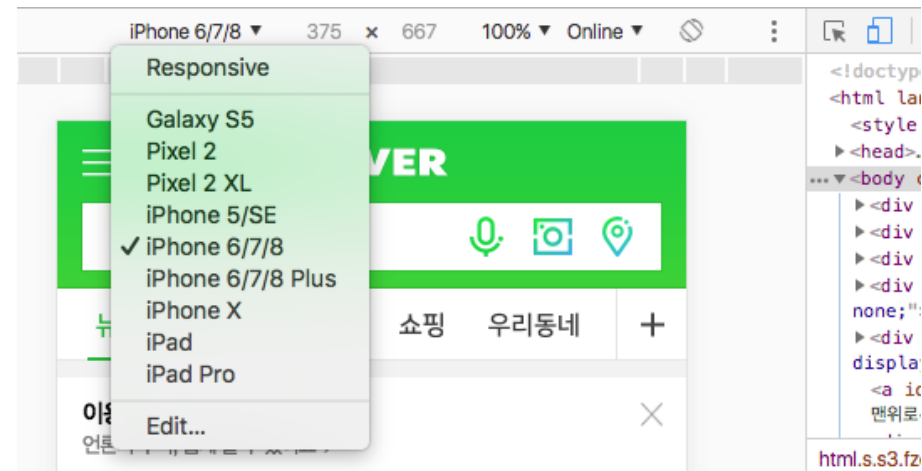 iPhone 6/7/8 ▼ 375 × 667 100% ▼ Online ▼
Responsive
Galaxy S5
Pixel 2
Pixel 2 XL
iPhone 5/SE
✓ iPhone 6/7/8
iPhone 6/7/8 Plus
iPhone X
iPad
iPad Pro
Edit...
VER
쇼핑 우리동네 +
<!doctyp
<html la
<style
▶<head>.
… ▼<body
▶<div
▶<div
▶<div
▶<div
none;"
▶<div
displa
<a i
맨위로
html.s.s3.fz